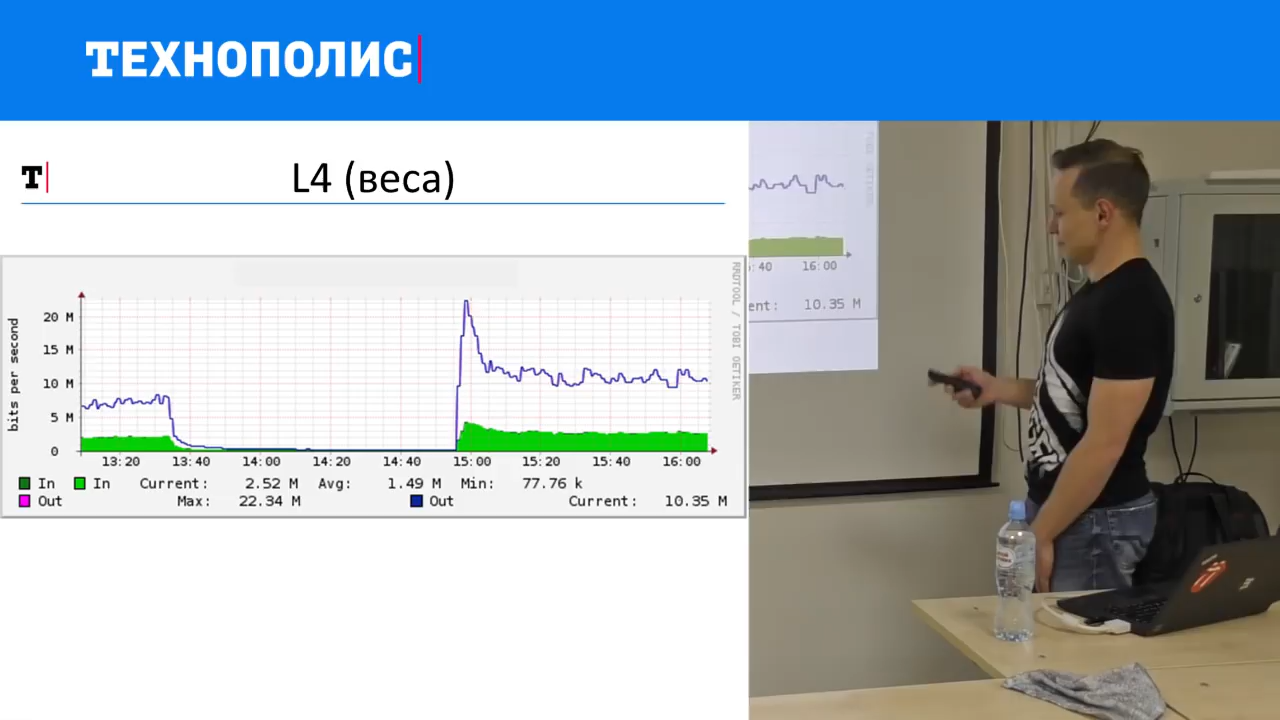 ТЕХНОПОЛИС
Т
L4 (веса)
RRDTOOL / TOBI OETIKER
bits per second
20 M
15 M
10 M
5 M
0
13:20 13:40 14:00 14:20 14:40 15:00 15:20 15:40 16:00
In In Current: 2.52 M Avg: 1.49 M Min: 77.76 k
Out Max: 22.34 M Out Current: 10.35 M
:40 16:00
ent: 10.35 M